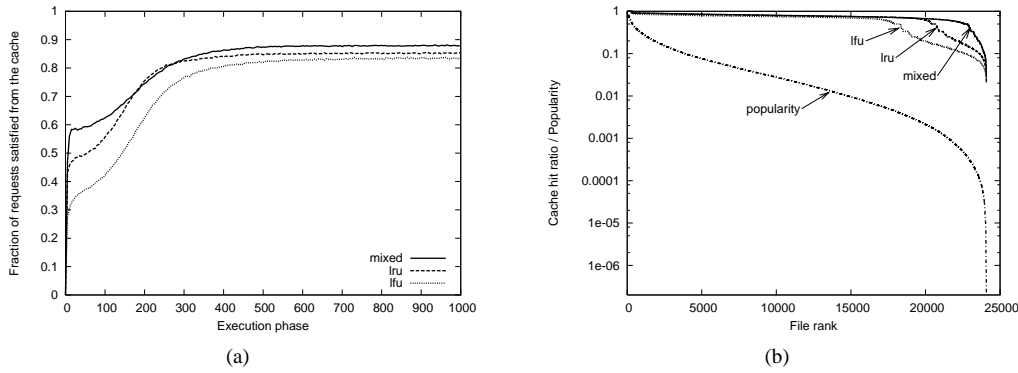 Fraction of requests satisfied from the cache
1
0.9
0.8
0.7
0.6
0.5
0.4
0.3
0.2
0.1
0
mixed
lru
lfu
0 100 200 300 400 500 600 700 800 900 1000
Execution phase
(a)
Cache hit ratio / Popularity
1
0.1
0.01
0.001
0.0001
1e-05
1e-06
lfu
lru
mixed
popularity
0 5000 10000 15000 20000 25000
File rank
(b)